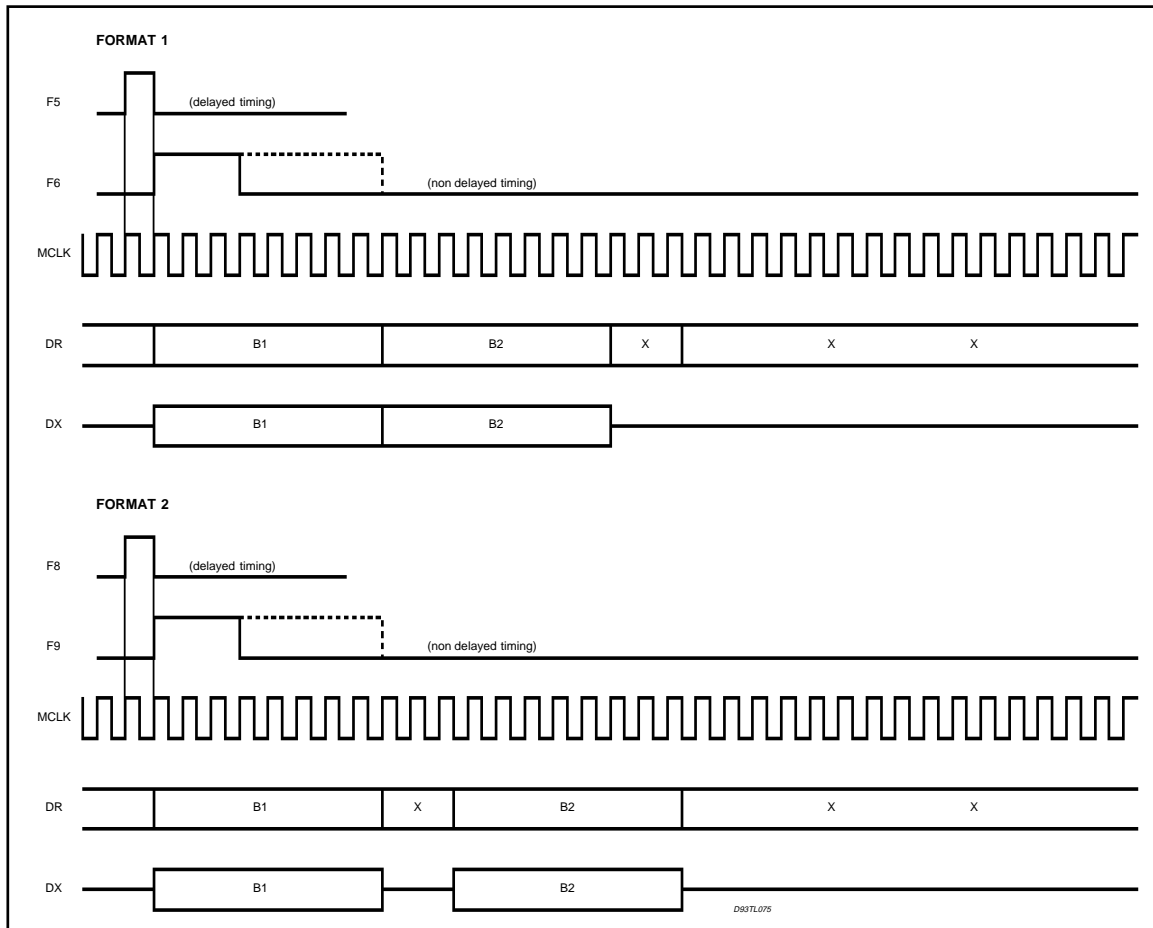 FORMAT 1
F5 (delayed timing)
F6 (non delayed timing)
MCLK
DR B1 B2 X X X
DX B1 B2
FORMAT 2
F8 (delayed timing)
F9 (non delayed timing)
MCLK
DR B1 X B2 X X
DX B1 B2
D93TL075